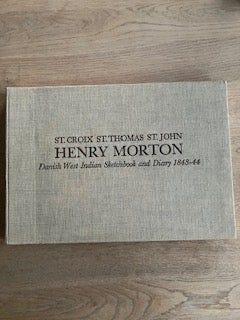 ST. CROIX ST. THOMAS ST. JOHN
HENRY MORTON
Danish West Indian Sketchbook and Diary 1843-44